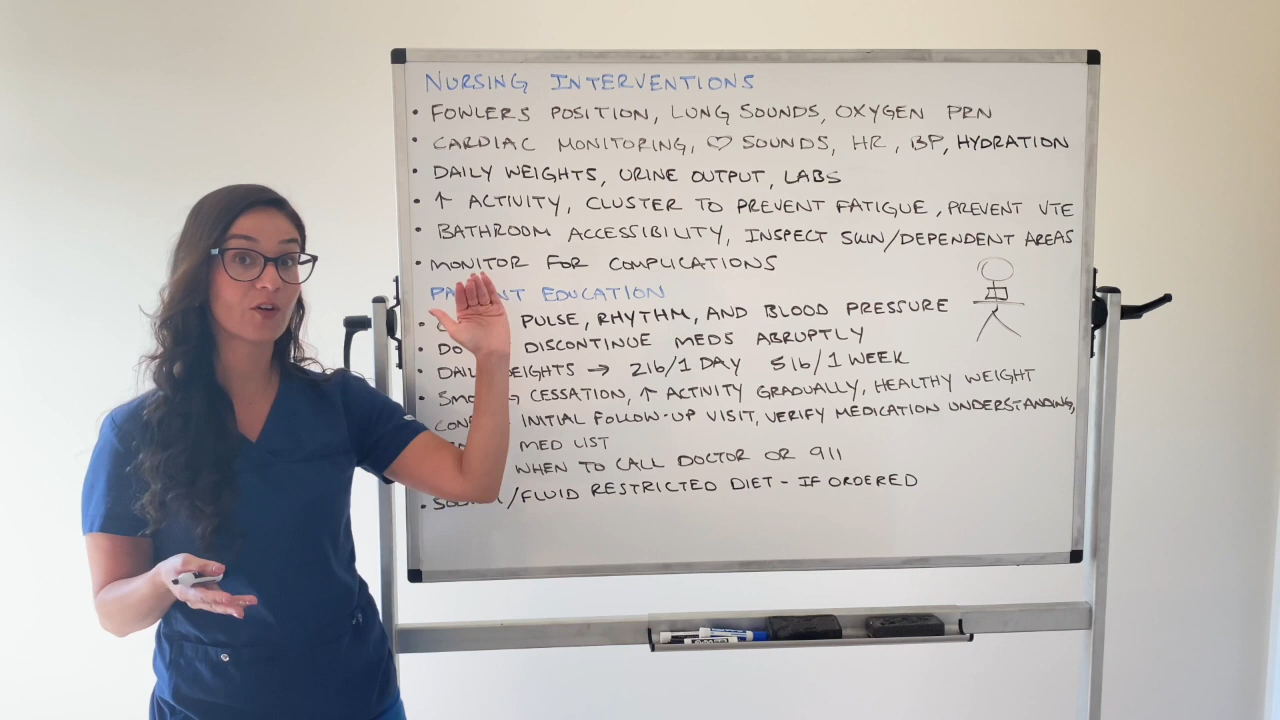 NURSING INTERVENTIONS
• FOWLERS POSITION, LUNG SOUNDS, OXYGEN PRN
• CARDIAC MONITORING, ♡ SOUNDS, HR, BP, HYDRATION
• DAILY WEIGHTS, URINE OUTPUT, LABS
• ↑ ACTIVITY, CLUSTER TO PREVENT FATIGUE, PREVENT VTE
• BATHROOM ACCESSIBILITY, INSPECT SKIN/DEPENDENT AREAS
• MONITOR FOR COMPLICATIONS
EDUCATION
• PULSE, RHYTHM, AND BLOOD PRESSURE
• DO DISCONTINUE MEDS ABRUPTLY
• DAILY WEIGHTS → 2lb/1 DAY 5lb/1 WEEK
• CESSATION, ↑ ACTIVITY GRADUALLY, HEALTHY WEIGHT
INITIAL FOLLOW-UP VISIT, VERIFY MEDICATION UNDERSTANDING,
MED LIST
WHEN TO CALL DOCTOR OR 911
• /FLUID RESTRICTED DIET - IF ORDERED